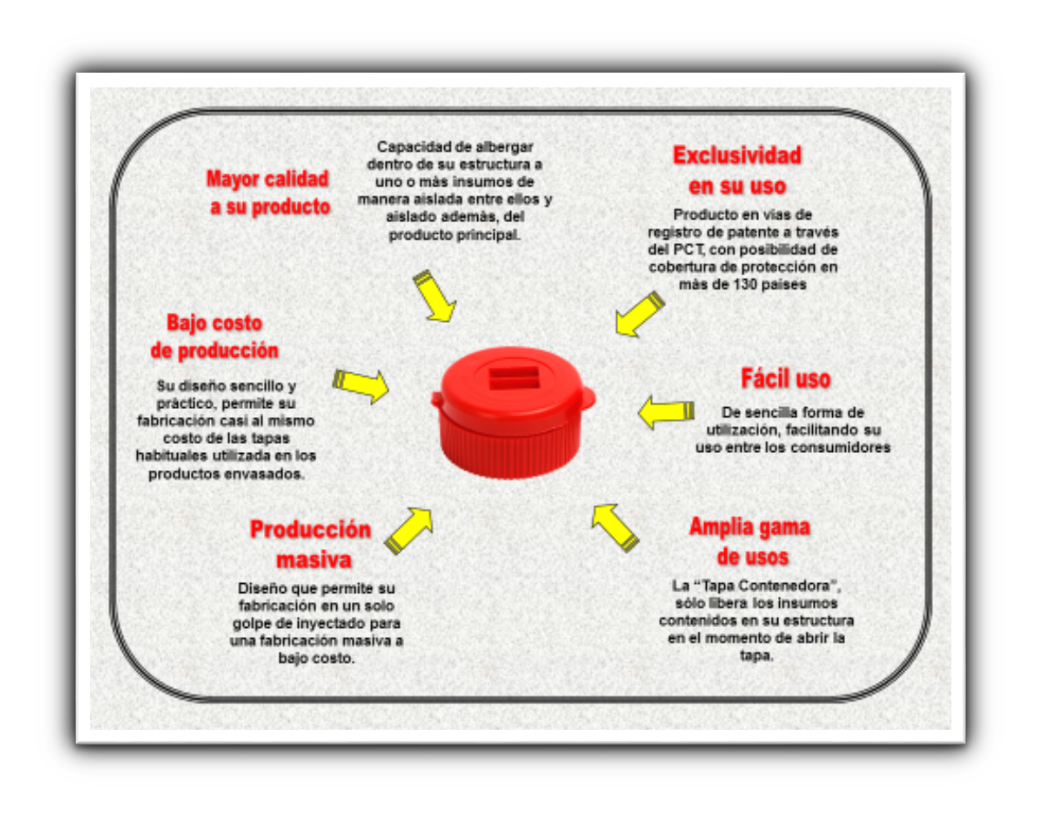 Mayor calidad
a su producto
Capacidad de albergar
dentro de su estructura a
uno o más insumos de
manera aislada entre ellos y
aislado además, del
producto principal.
Exclusividad
en su uso
Producto en vías de
registro de patente a través
del PCT, con posibilidad de
cobertura de protección en
más de 130 países
Bajo costo
de producción
Su diseño sencillo y
práctico, permite su
fabricación casi al mismo
costo de las tapas
habituales utilizada en los
productos envasados.
Fácil uso
De sencilla forma de
utilización, facilitando su
uso entre los consumidores
Producción
masiva
Diseño que permite su
fabricación en un solo
golpe de inyectado para
una fabricación masiva a
bajo costo.
Amplia gama
de usos
La “Tapa Contenedora”,
sólo libera los insumos
contenidos en su estructura
en el momento de abrir la
tapa.